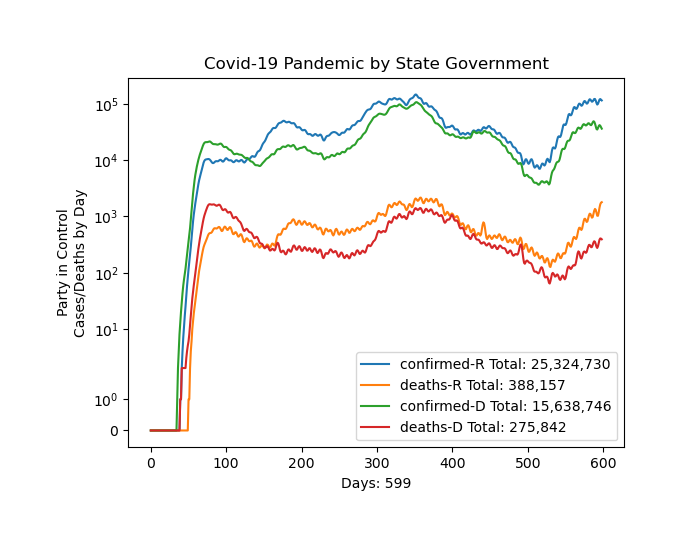 Covid-19 Pandemic by State Government
Party in Control
Cases/Deaths by Day
10^5
10^4
10^3
10^2
10^1
10^0
0
confirmed-R Total: 25,324,730
deaths-R Total: 388,157
confirmed-D Total: 15,638,746
deaths-D Total: 275,842
0 100 200 300 400 500 600
Days: 599